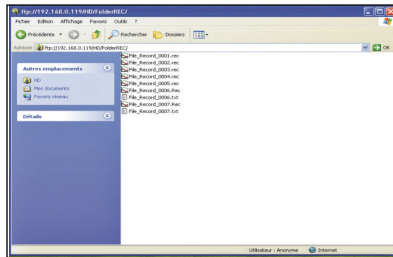 ftp://192.168.0.119/HD/FolderREC/
Fichier Edition Affichage Favoris Outils ?
Précédente Rechercher Dossiers
Adresse ftp://192.168.0.119/HD/FolderREC/ OK
Autres emplacements
HD
Mes documents
Favoris réseau
Détails
File_Record_0001.rec
File_Record_0002.rec
File_Record_0003.rec
File_Record_0004.rec
File_Record_0005.rec
File_Record_0006.Rec
File_Record_0006.txt
File_Record_0007.Rec
File_Record_0007.txt
Utilisateur : Anonyme Internet